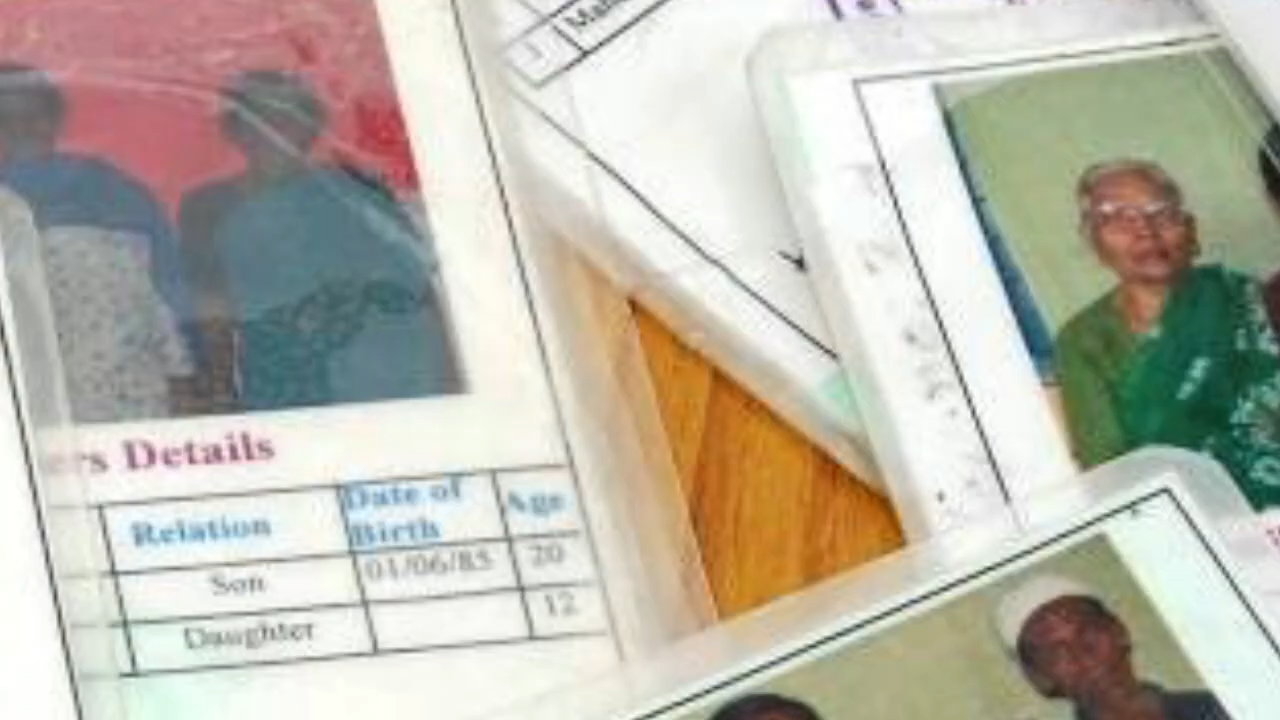 ers Details
Relation Date of Birth Age
Son 01/06/85 20
Daughter 12